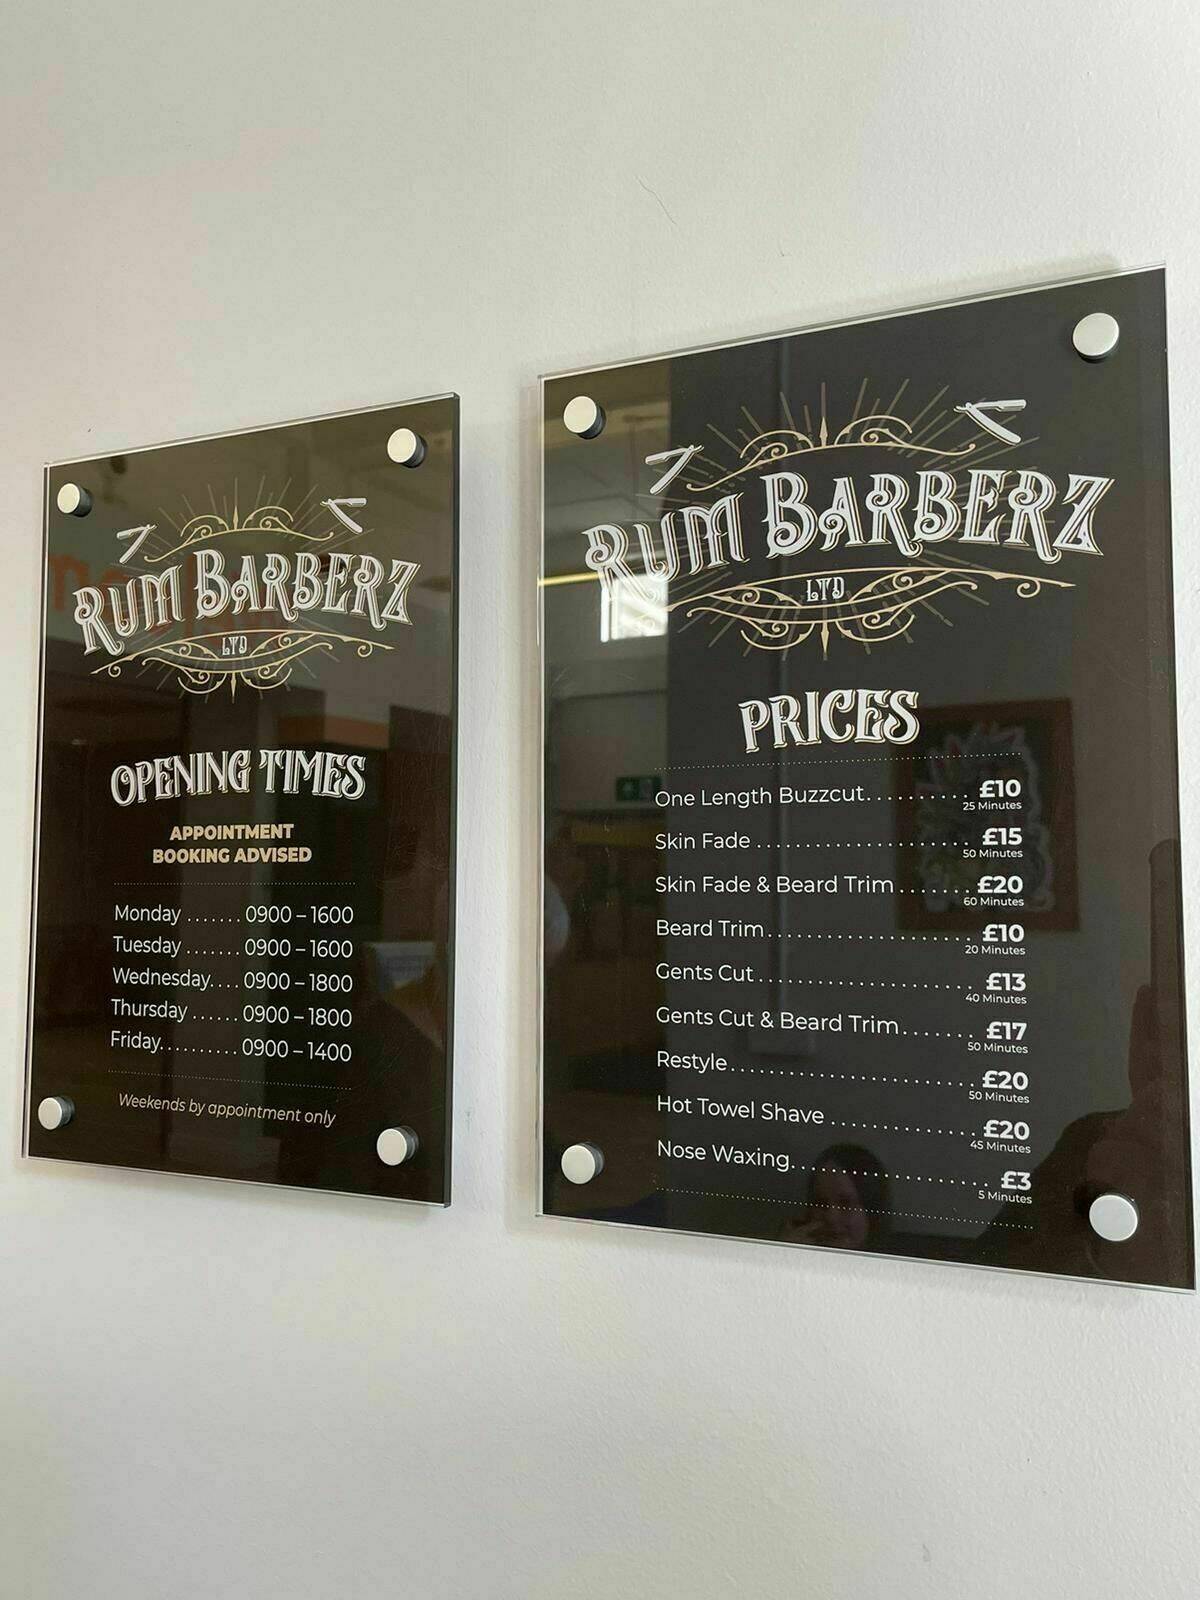 RUM BARBERZ
LTD
OPENING TIMES
APPOINTMENT
BOOKING ADVISED
Monday ....... 0900 – 1600
Tuesday ...... 0900 – 1600
Wednesday.... 0900 – 1800
Thursday ...... 0900 – 1800
Friday.......... 0900 – 1400
Weekends by appointment only
RUM BARBERZ
LTD
PRICES
One Length Buzzcut.......... £10
25 Minutes
Skin Fade .................... £15
50 Minutes
Skin Fade & Beard Trim....... £20
60 Minutes
Beard Trim................... £10
20 Minutes
Gents Cut .................... £13
40 Minutes
Gents Cut & Beard Trim....... £17
50 Minutes
Restyle....................... £20
50 Minutes
Hot Towel Shave .............. £20
45 Minutes
Nose Waxing.................. £3
5 Minutes